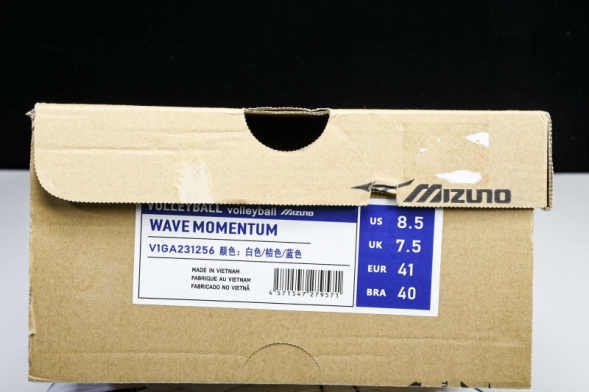 MIZUNO
VOLLEYBALL volleyball MIZUNO
WAVE MOMENTUM
V1GA231256 颜色：白色/桔色/蓝色
MADE IN VIETNAM
FABRIQUE AU VIETNAM
FABRICADO NO VIETNÃ
4571547279571
US 8.5
UK 7.5
EUR 41
BRA 40